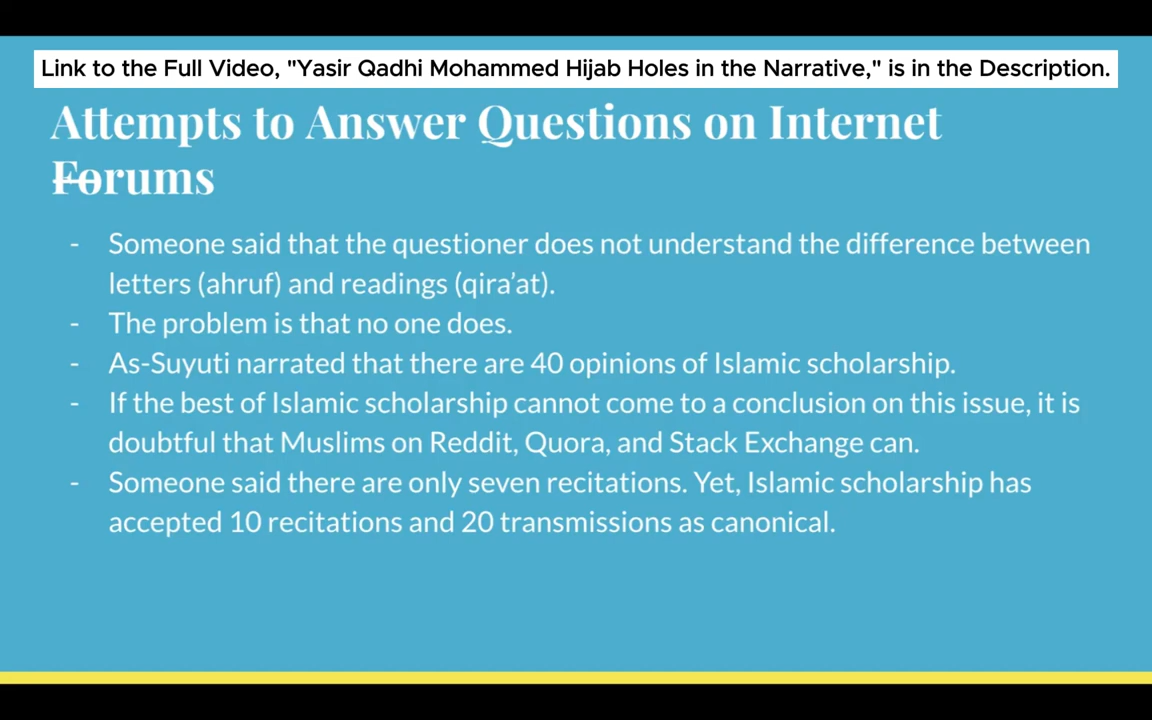 Link to the Full Video, "Yasir Qadhi Mohammed Hijab Holes in the Narrative," is in the Description.
Attempts to Answer Questions on Internet
Forums
- Someone said that the questioner does not understand the difference between
letters (ahruf) and readings (qira’at).
- The problem is that no one does.
- As-Suyuti narrated that there are 40 opinions of Islamic scholarship.
- If the best of Islamic scholarship cannot come to a conclusion on this issue, it is
doubtful that Muslims on Reddit, Quora, and Stack Exchange can.
- Someone said there are only seven recitations. Yet, Islamic scholarship has
accepted 10 recitations and 20 transmissions as canonical.